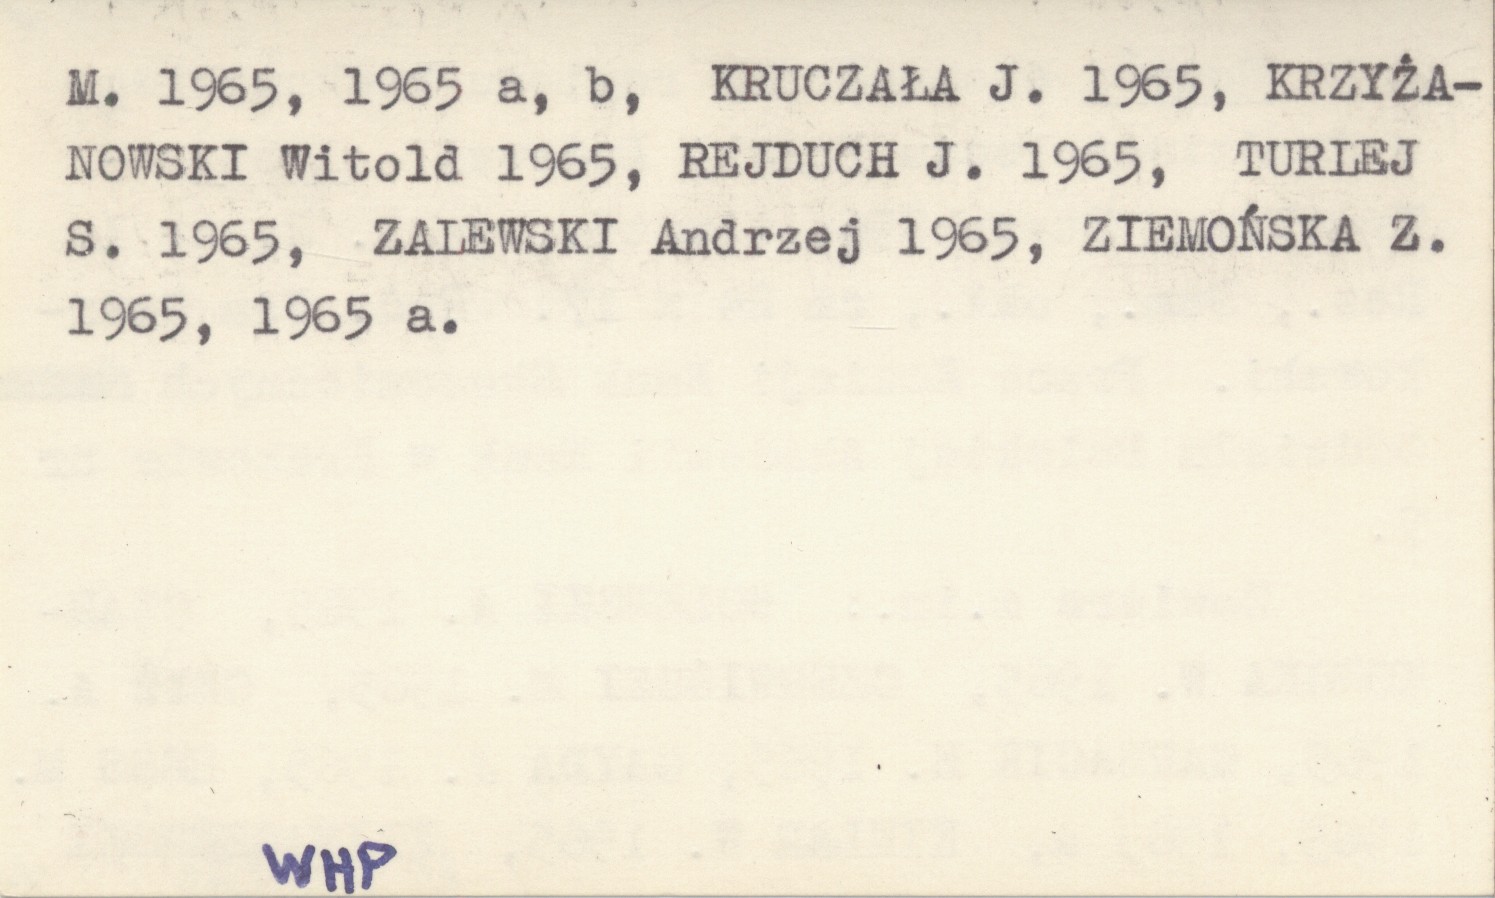 M. 1965, 1965 a, b, KRUCZAŁA J. 1965, KRZYŻA-
NOWSKI Witold 1965, REJDUCH J. 1965, TURLEJ
S. 1965, ZALEWSKI Andrzej 1965, ZIEMOŃSKA Z.
1965, 1965 a.
WHP